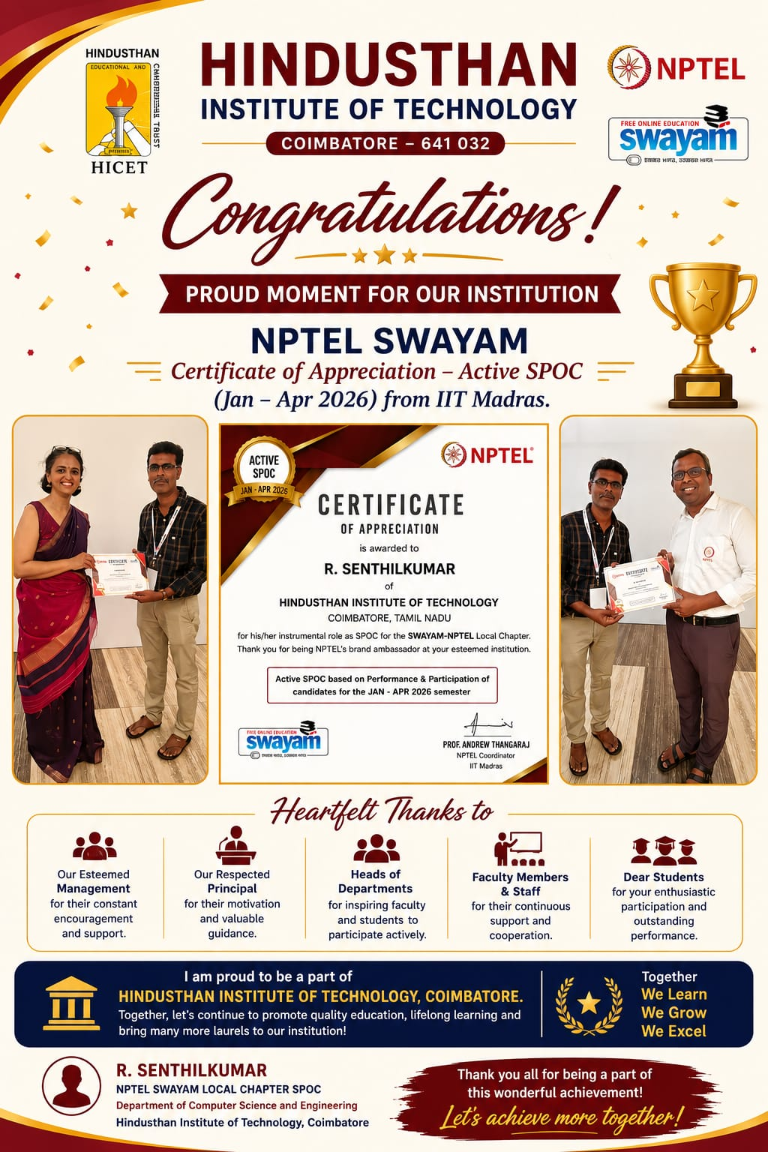 HINDUSTHAN
EDUCATIONAL AND
TRUST
HICET
HINDUSTHAN
INSTITUTE OF TECHNOLOGY
COIMBATORE – 641 032
NPTEL
FREE ONLINE EDUCATION
swayam
Congratulations!
PROUD MOMENT FOR OUR INSTITUTION
NPTEL SWAYAM
Certificate of Appreciation – Active SPOC
(Jan – Apr 2026) from IIT Madras.
ACTIVE
SPOC
JAN - APR 2026
NPTEL
CERTIFICATE
OF APPRECIATION
is awarded to
R. SENTHILKUMAR
of
HINDUSTHAN INSTITUTE OF TECHNOLOGY
COIMBATORE, TAMIL NADU
for his/her instrumental role as SPOC for the SWAYAM-NPTEL Local Chapter.
Thank you for being NPTEL's brand ambassador at your esteemed institution.
Active SPOC based on Performance & Participation of
candidates for the JAN - APR 2026 semester
FREE ONLINE EDUCATION
swayam
PROF. ANDREW THANGARAJ
NPTEL Coordinator
IIT Madras
CERTIFICATE
CERTIFICATE
NPTEL
Heartfelt Thanks to
Our Esteemed
Management
for their constant
encouragement
and support.
Our Respected
Principal
for their motivation
and valuable
guidance.
Heads of
Departments
for inspiring faculty
and students to
participate actively.
Faculty Members
& Staff
for their continuous
support and
cooperation.
Dear Students
for your enthusiastic
participation and
outstanding
performance.
I am proud to be a part of
HINDUSTHAN INSTITUTE OF TECHNOLOGY, COIMBATORE.
Together, let's continue to promote quality education, lifelong learning and
bring many more laurels to our institution!
Together
We Learn
We Grow
We Excel
R. SENTHILKUMAR
NPTEL SWAYAM LOCAL CHAPTER SPOC
Department of Computer Science and Engineering
Hindusthan Institute of Technology, Coimbatore
Thank you all for being a part of
this wonderful achievement!
Let's achieve more together!